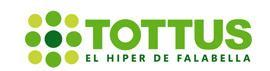 TOTTUS
EL HIPER DE FALABELLA